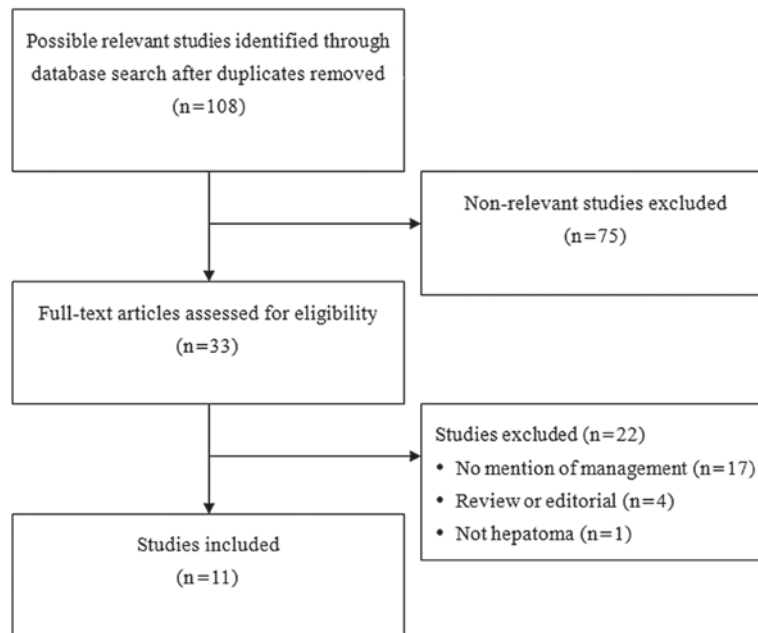 Possible relevant studies identified through
database search after duplicates removed
(n=108)
Non-relevant studies excluded
(n=75)
Full-text articles assessed for eligibility
(n=33)
Studies excluded (n=22)
• No mention of management (n=17)
• Review or editorial (n=4)
• Not hepatoma (n=1)
Studies included
(n=11)